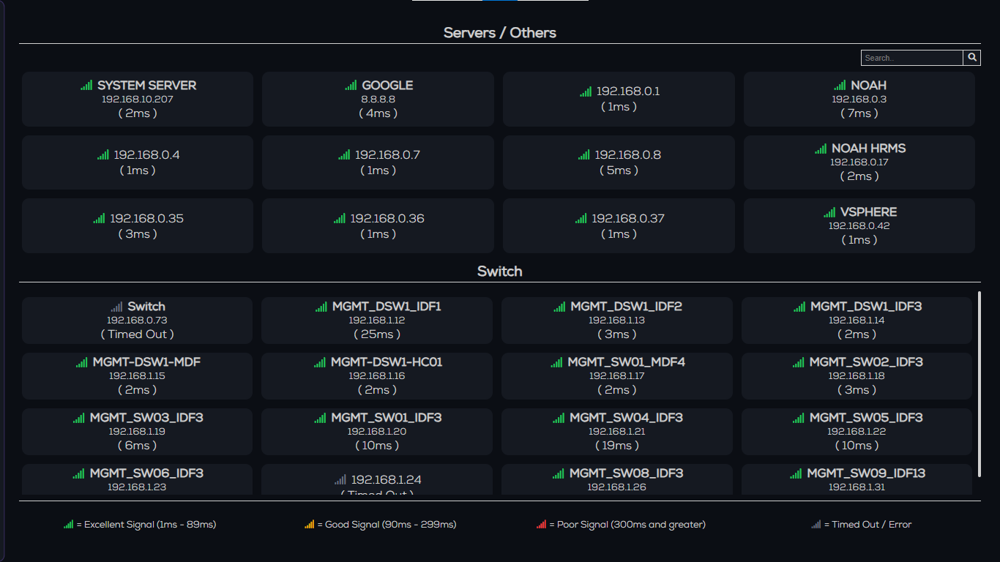 Servers / Others
Search..
SYSTEM SERVER
192.168.10.207
( 2ms )
GOOGLE
8.8.8.8
( 4ms )
192.168.0.1
( 1ms )
NOAH
192.168.0.3
( 7ms )
192.168.0.4
( 1ms )
192.168.0.7
( 1ms )
192.168.0.8
( 5ms )
NOAH HRMS
192.168.0.17
( 2ms )
192.168.0.35
( 3ms )
192.168.0.36
( 1ms )
192.168.0.37
( 1ms )
VSPHERE
192.168.0.42
( 1ms )
Switch
Switch
192.168.0.73
( Timed Out )
MGMT_DSW1_IDF1
192.168.1.12
( 25ms )
MGMT_DSW1_IDF2
192.168.1.13
( 3ms )
MGMT_DSW1_IDF3
192.168.1.14
( 2ms )
MGMT-DSW1-MDF
192.168.1.15
( 2ms )
MGMT-DSW1-HC01
192.168.1.16
( 2ms )
MGMT_SW01_MDF4
192.168.1.17
( 2ms )
MGMT_SW02_IDF3
192.168.1.18
( 3ms )
MGMT_SW03_IDF3
192.168.1.19
( 6ms )
MGMT_SW01_IDF3
192.168.1.20
( 10ms )
MGMT_SW04_IDF3
192.168.1.21
( 19ms )
MGMT_SW05_IDF3
192.168.1.22
( 10ms )
MGMT_SW06_IDF3
192.168.1.23
192.168.1.24
( Timed Out )
MGMT_SW08_IDF3
192.168.1.26
MGMT_SW09_IDF13
192.168.1.31
= Excellent Signal (1ms - 89ms)
= Good Signal (90ms - 299ms)
= Poor Signal (300ms and greater)
= Timed Out / Error